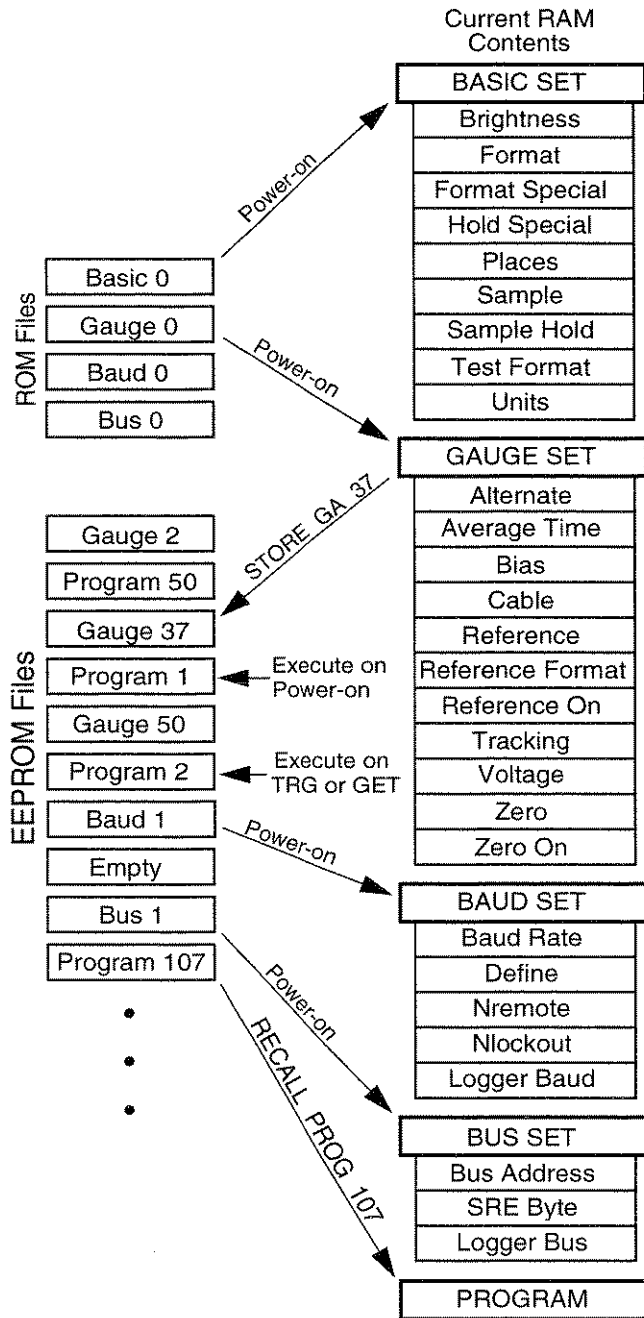 Current RAM
Contents
BASIC SET
Brightness
Format
Format Special
Hold Special
Places
Sample
Sample Hold
Test Format
Units
Power-on
ROM Files
Basic 0
Gauge 0
Baud 0
Bus 0
Power-on
GAUGE SET
Alternate
Average Time
Bias
Cable
Reference
Reference Format
Reference On
Tracking
Voltage
Zero
Zero On
STORE GA 37
EEPROM Files
Gauge 2
Program 50
Gauge 37
Program 1
Execute on
Power-on
Gauge 50
Program 2
Execute on
TRG or GET
Baud 1
Empty
Bus 1
Program 107
Power-on
BAUD SET
Baud Rate
Define
Nremote
Nlockout
Logger Baud
Power-on
BUS SET
Bus Address
SRE Byte
Logger Bus
RECALL PROG 107
PROGRAM